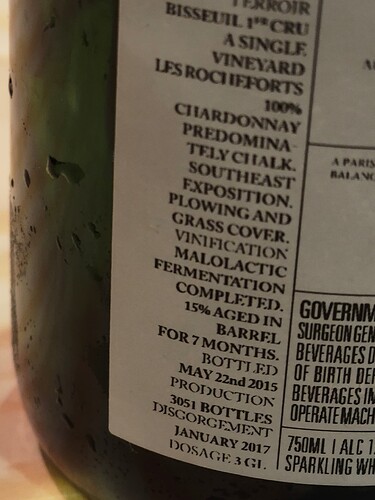 TERROIR
BISSEUIL 1ER CRU
A SINGLE
VINEYARD
LES ROCHEFORTS
100%
CHARDONNAY
PREDOMINA-
TELY CHALK.
SOUTHEAST
EXPOSITION.
PLOWING AND
GRASS COVER.
VINIFICATION
MALOLACTIC
FERMENTATION
COMPLETED.
15% AGED IN
BARREL
FOR 7 MONTHS.
BOTTLED
MAY 22nd 2015
PRODUCTION
3051 BOTTLES
DISGORGEMENT
JANUARY 2017
DOSAGE 3 G/L
A PARIS
BALANC
GOVERNM
SURGEON GEN
BEVERAGES D
OF BIRTH DEF
BEVERAGES IM
OPERATE MACH
750ML | ALC 1
SPARKLING WH